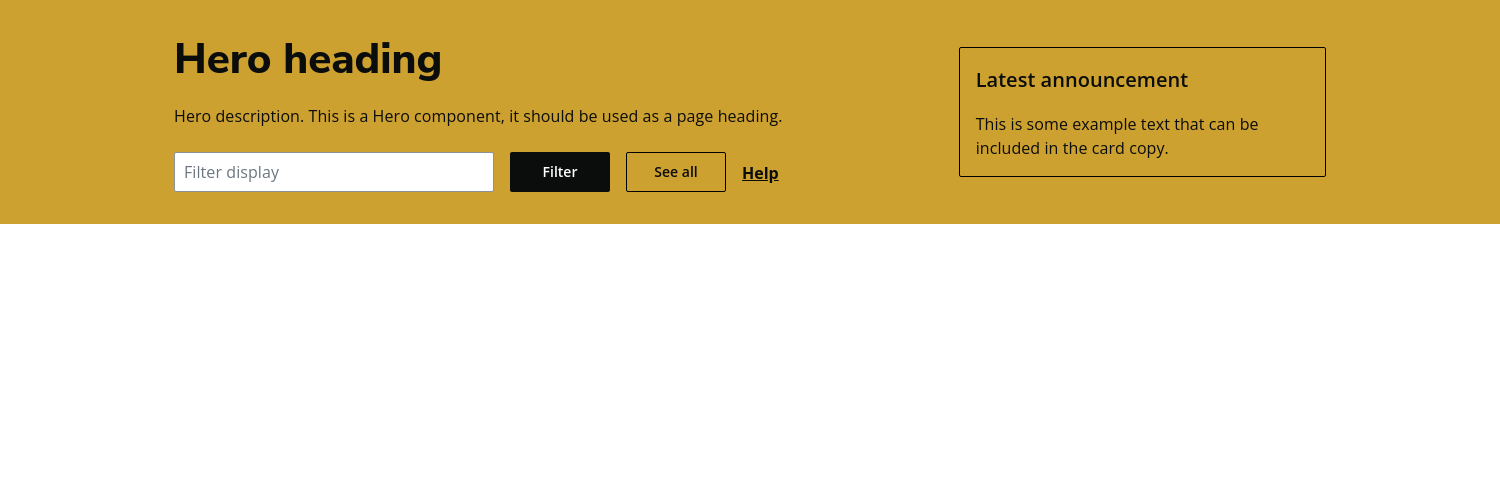 Hero heading
Hero description. This is a Hero component, it should be used as a page heading.
Filter display
Filter
See all
Help
Latest announcement
This is some example text that can be
included in the card copy.